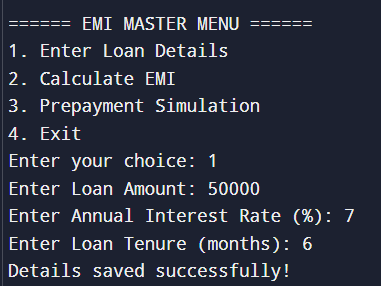 ====== EMI MASTER MENU ======
1. Enter Loan Details
2. Calculate EMI
3. Prepayment Simulation
4. Exit
Enter your choice: 1
Enter Loan Amount: 50000
Enter Annual Interest Rate (%): 7
Enter Loan Tenure (months): 6
Details saved successfully!